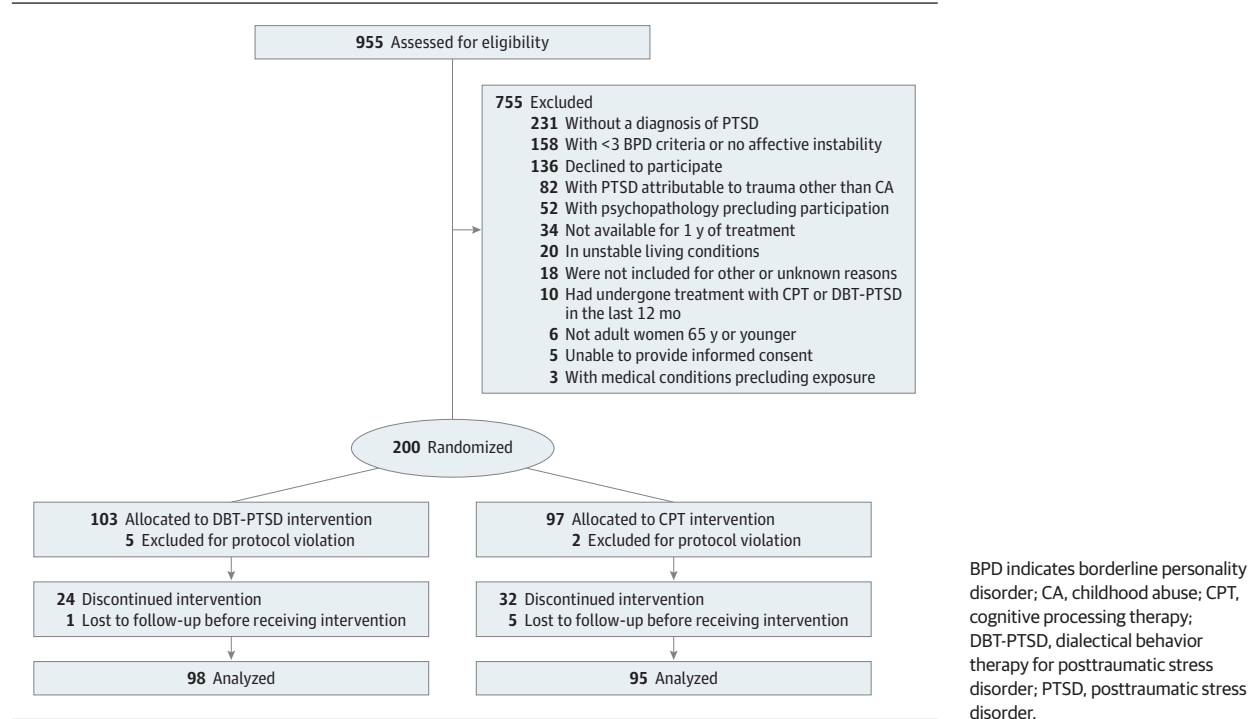 955 Assessed for eligibility
755 Excluded
231 Without a diagnosis of PTSD
158 With <3 BPD criteria or no affective instability
136 Declined to participate
82 With PTSD attributable to trauma other than CA
52 With psychopathology precluding participation
34 Not available for 1 y of treatment
20 In unstable living conditions
18 Were not included for other or unknown reasons
10 Had undergone treatment with CPT or DBT-PTSD
in the last 12 mo
6 Not adult women 65 y or younger
5 Unable to provide informed consent
3 With medical conditions precluding exposure
200 Randomized
103 Allocated to DBT-PTSD intervention
5 Excluded for protocol violation
97 Allocated to CPT intervention
2 Excluded for protocol violation
24 Discontinued intervention
1 Lost to follow-up before receiving intervention
32 Discontinued intervention
5 Lost to follow-up before receiving intervention
98 Analyzed
95 Analyzed
BPD indicates borderline personality
disorder; CA, childhood abuse; CPT,
cognitive processing therapy;
DBT-PTSD, dialectical behavior
therapy for posttraumatic stress
disorder; PTSD, posttraumatic stress
disorder.